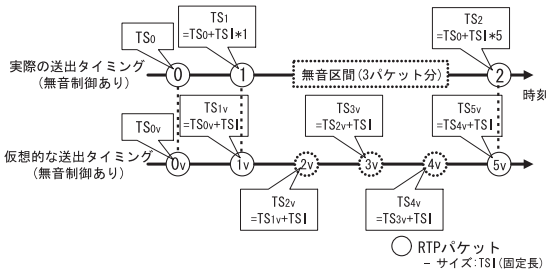 TS0
TS1
=TS0+TSI*1
TS2
=TS0+TSI*5
実際の送出タイミング
(無音制御あり)
0
1
無音区間(3パケット分)
2
時刻
TS0v
TS1v
=TS0v+TSI
TS3v
=TS2v+TSI
TS5v
=TS4v+TSI
仮想的な送出タイミング
(無音制御あり)
0v
1v
2v
3v
4v
5v
TS2v
=TS1v+TSI
TS4v
=TS3v+TSI
RTPパケット
– サイズ:TSI(固定長)